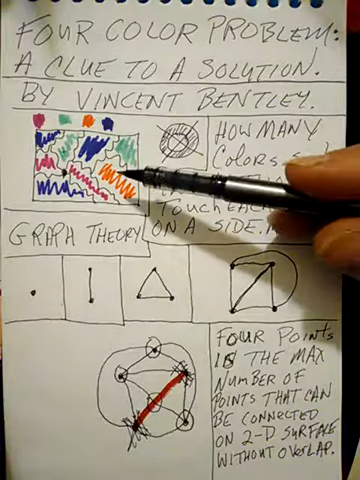 FOUR COLOR PROBLEM:
A CLUE TO A SOLUTION.
BY VINCENT BENTLEY.
HOW MANY
Colors
Touch EACH
ON A SIDE.
GRAPH THEORY
FOUR POINTS
IS THE MAX
NUMBER OF
POINTS THAT CAN
BE CONNECTED
ON 2-D SURFACE
WITHOUT OVERLAP.